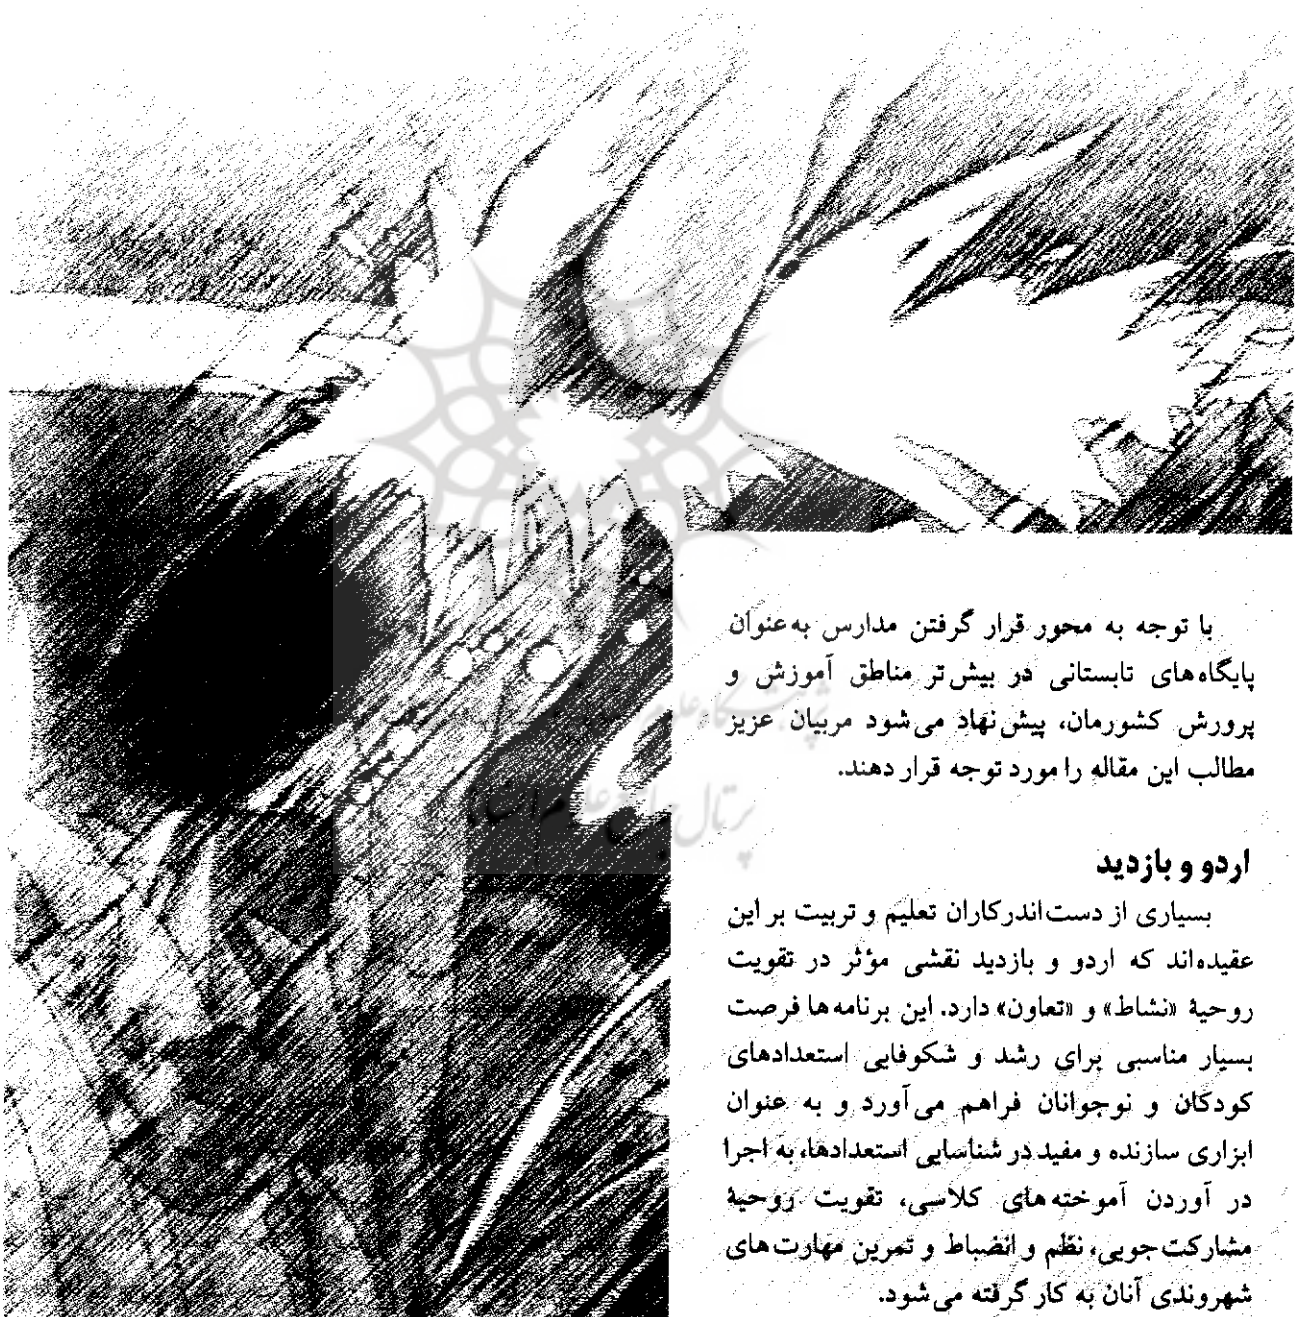 با توجه به محور قرار گرفتن مدارس به‌عنوان
پایگاه‌های تابستانی در بیش‌تر مناطق آموزش و
پرورش کشورمان، پیش‌نهاد می‌شود مربیان عزیز
مطالب این مقاله را مورد توجه قرار دهند.
اردو و بازدید
بسیاری از دست‌اندرکاران تعلیم و تربیت بر این
عقیده‌اند که اردو و بازدید نقشی مؤثر در تقویت
روحیهٔ «نشاط» و «تعاون» دارد. این برنامه‌ها فرصت
بسیار مناسبی برای رشد و شکوفایی استعدادهای
کودکان و نوجوانان فراهم می‌آورد و به عنوان
ابزاری سازنده و مفید در شناسایی استعدادها، به اجرا
در آوردن آموخته‌های کلاسی، تقویت روحیهٔ
مشارکت‌جویی، نظم و انضباط و تمرین مهارت‌های
شهروندی آنان به کار گرفته می‌شود.